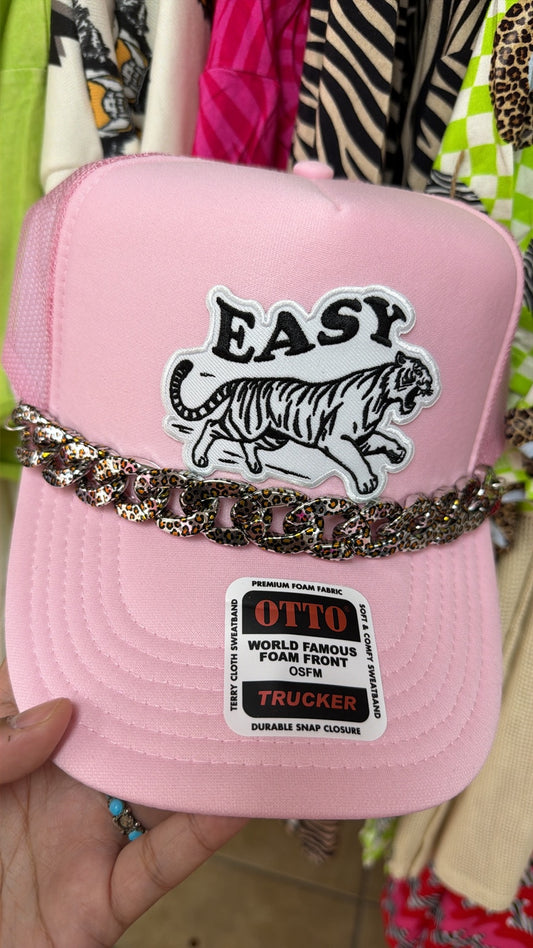 EASY
PREMIUM FOAM FABRIC
TERRY CLOTH SWEATBAND
OTTO
WORLD FAMOUS
FOAM FRONT
OSFM
TRUCKER
SOFT & COMFY SWEATBAND
DURABLE SNAP CLOSURE